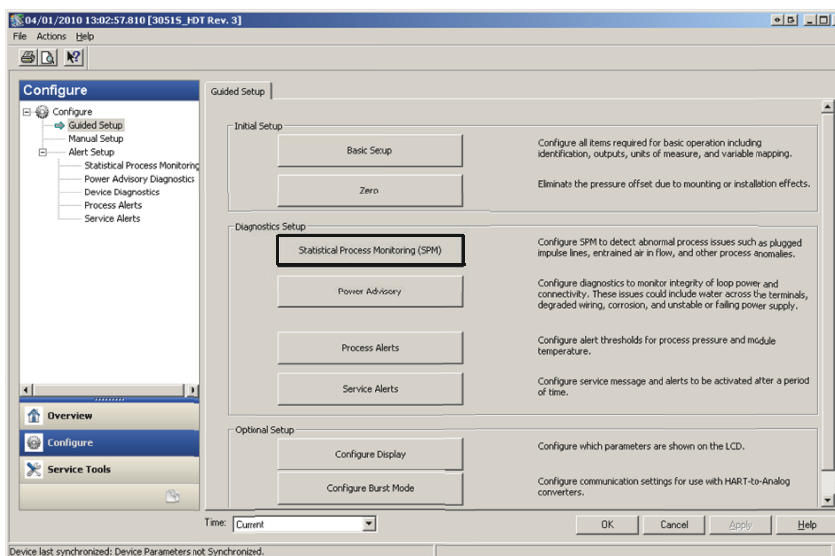 04/01/2010 13:02:57.810 [3051S_HDT Rev. 3]
File Actions Help
Configure
Configure
Guided Setup
Manual Setup
Alert Setup
Statistical Process Monitoring
Power Advisory Diagnostics
Device Diagnostics
Process Alerts
Service Alerts
Overview
Configure
Service Tools
Guided Setup
Initial Setup
Basic Setup
Configure all items required for basic operation including
identification, outputs, units of measure, and variable mapping.
Zero
Eliminate the pressure offset due to mounting or installation effects.
Diagnostics Setup
Statistical Process Monitoring (SPM)
Configure SPM to detect abnormal process issues such as plugged
impulse lines, entrained air in flow, and other process anomalies.
Power Advisory
Configure diagnostics to monitor integrity of loop power and
connectivity. These issues could include water across the terminals,
degraded wiring, corrosion, and unstable or failing power supply.
Process Alerts
Configure alert thresholds for process pressure and module
temperature.
Service Alerts
Configure service message and alerts to be activated after a period
of time.
Optional Setup
Configure Display
Configure which parameters are shown on the LCD.
Configure Burst Mode
Configure communication settings for use with HART-to-Analog
converters.
Time: Current
OK Cancel Apply Help
Device last synchronized: Device Parameters not Synchronized.